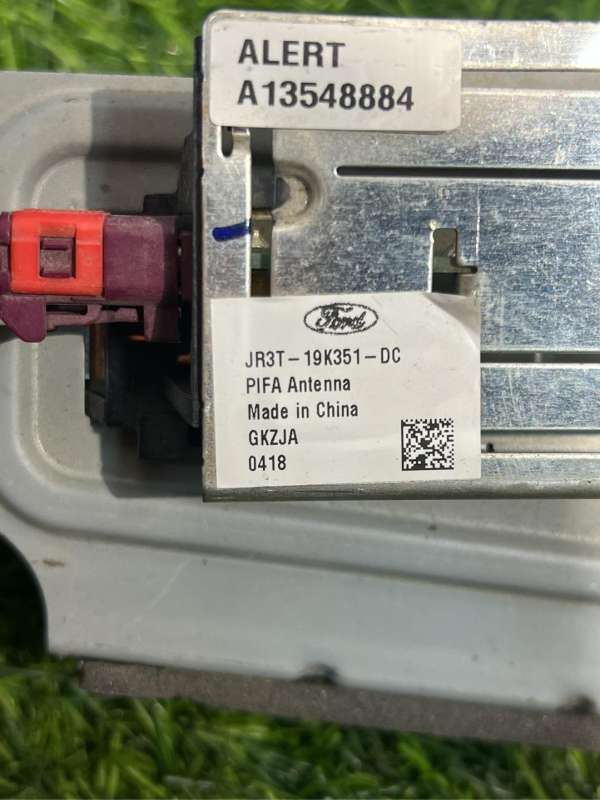 ALERT
A13548884
Ford
JR3T-19K351-DC
PIFA Antenna
Made in China
GKZJA
0418